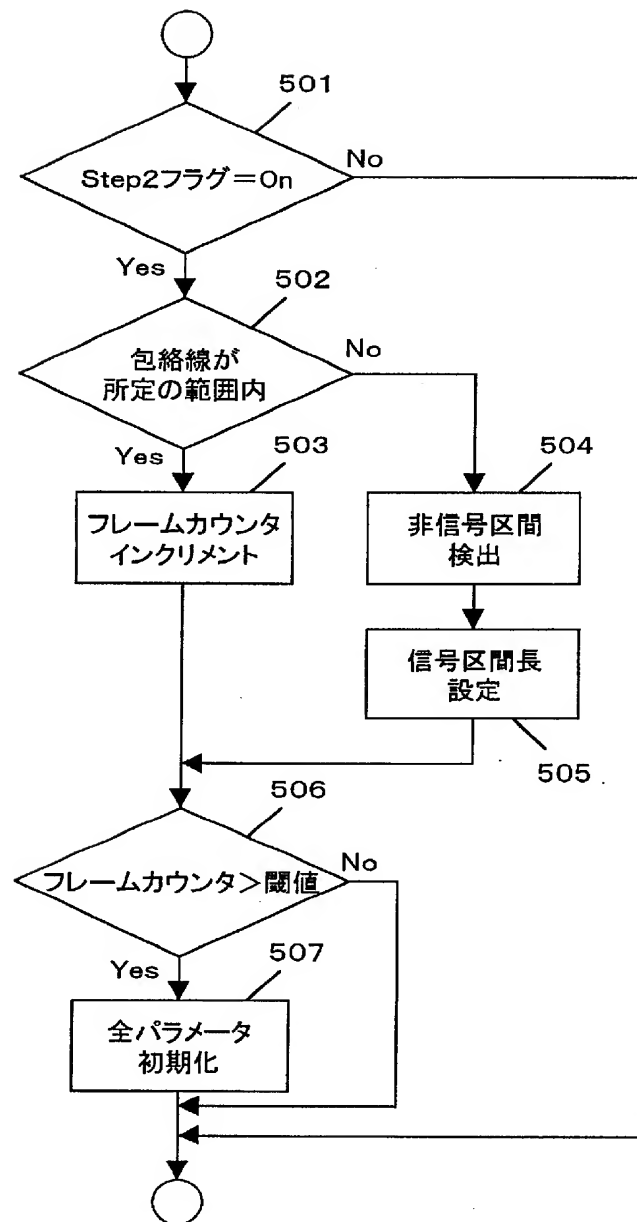 501
Step2フラグ=On
No
Yes
502
包絡線が
所定の範囲内
No
Yes
503
フレームカウンタ
インクリメント
504
非信号区間
検出
信号区間長
設定
505
506
フレームカウンタ>閾値
No
Yes
507
全パラメータ
初期化